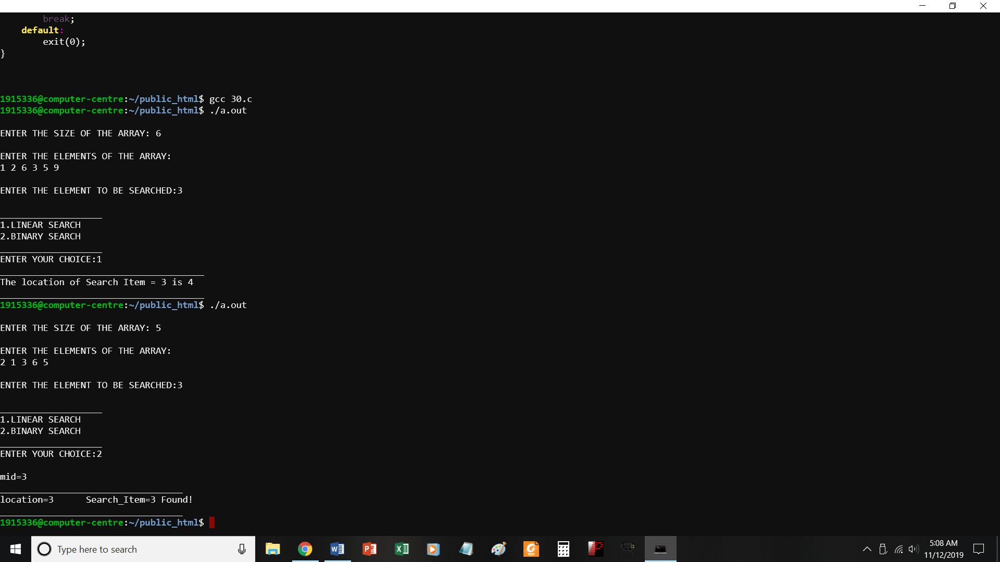 break;
default:
exit(0);
}
1915336@computer-centre:~/public_html$ gcc 30.c
1915336@computer-centre:~/public_html$ ./a.out
ENTER THE SIZE OF THE ARRAY: 6
ENTER THE ELEMENTS OF THE ARRAY:
1 2 6 3 5 9
ENTER THE ELEMENT TO BE SEARCHED:3
___________________
1.LINEAR SEARCH
2.BINARY SEARCH
___________________
ENTER YOUR CHOICE:1
______________________________________
The location of Search Item = 3 is 4
______________________________________
1915336@computer-centre:~/public_html$ ./a.out
ENTER THE SIZE OF THE ARRAY: 5
ENTER THE ELEMENTS OF THE ARRAY:
2 1 3 6 5
ENTER THE ELEMENT TO BE SEARCHED:3
___________________
1.LINEAR SEARCH
2.BINARY SEARCH
___________________
ENTER YOUR CHOICE:2
mid=3
__________________________________
location=3      Search_Item=3 Found!
__________________________________
1915336@computer-centre:~/public_html$
Type here to search
5:08 AM
11/12/2019